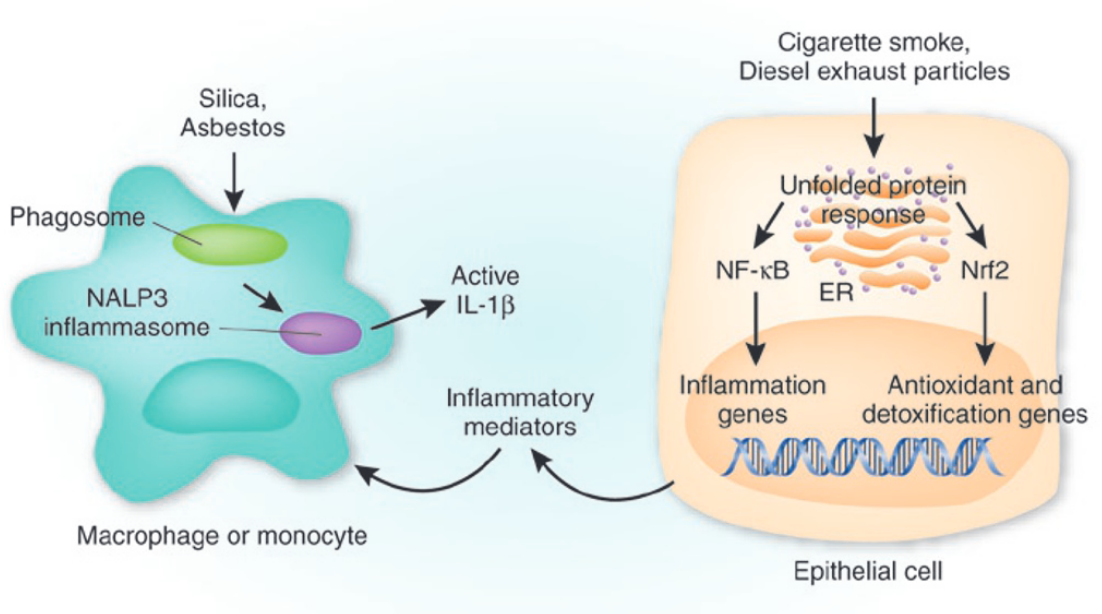 Silica,
Asbestos
Phagosome
NALP3
inflammasome
Active
IL-1β
Inflammatory
mediators
Macrophage or monocyte
Cigarette smoke,
Diesel exhaust particles
Unfolded protein
response
NF-κB
ER
Nrf2
Inflammation
genes
Antioxidant and
detoxification genes
Epithelial cell